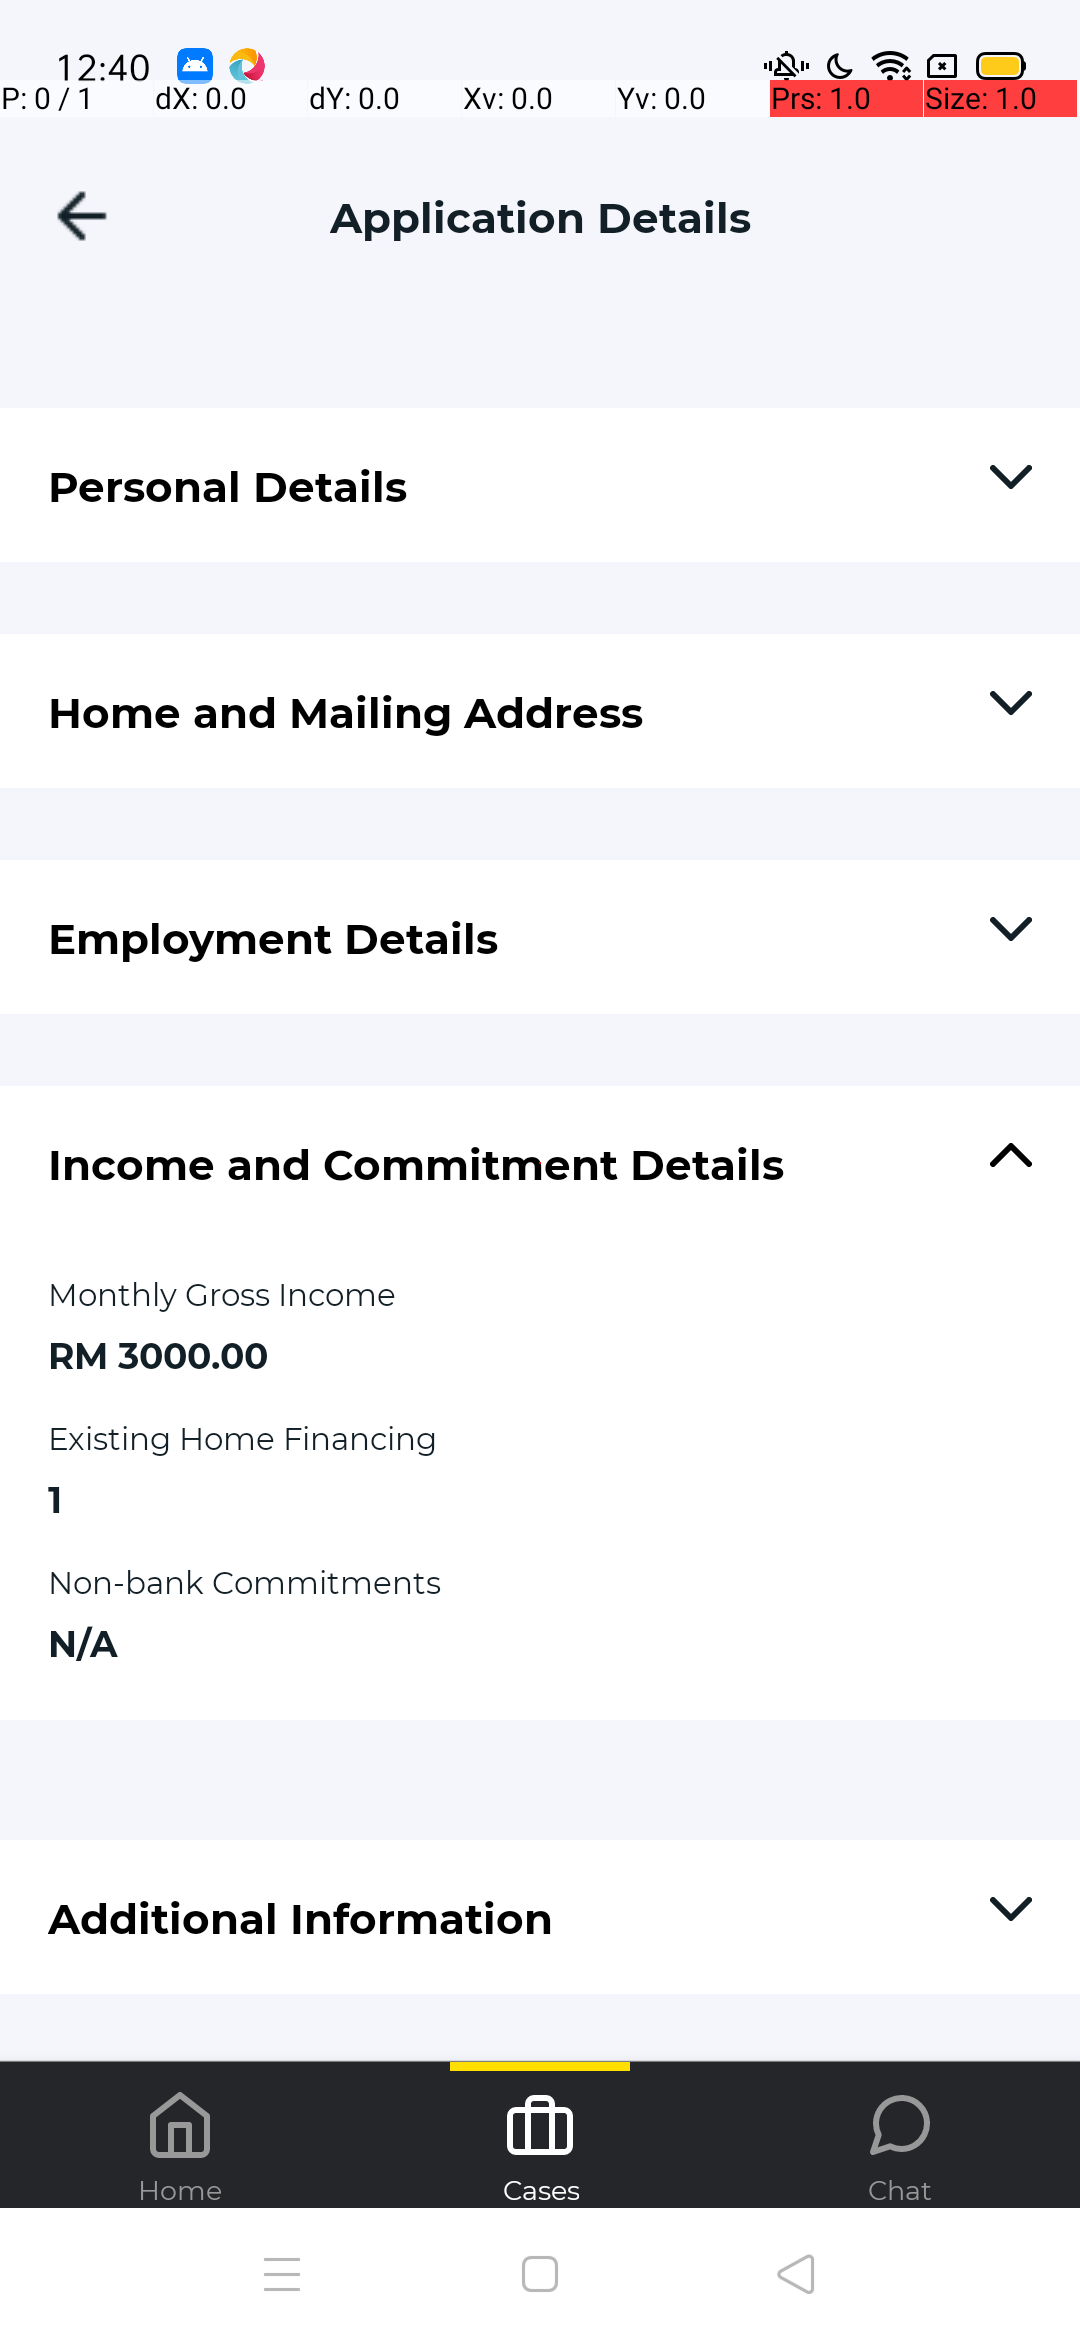 12:40
P: 0 / 1 dX: 0.0 dY: 0.0 Xv: 0.0 Yv: 0.0 Prs: 1.0 Size: 1.0
Application Details
Personal Details
Home and Mailing Address
Employment Details
Income and Commitment Details
Monthly Gross Income
RM 3000.00
Existing Home Financing
1
Non-bank Commitments
N/A
Additional Information
Home Cases Chat